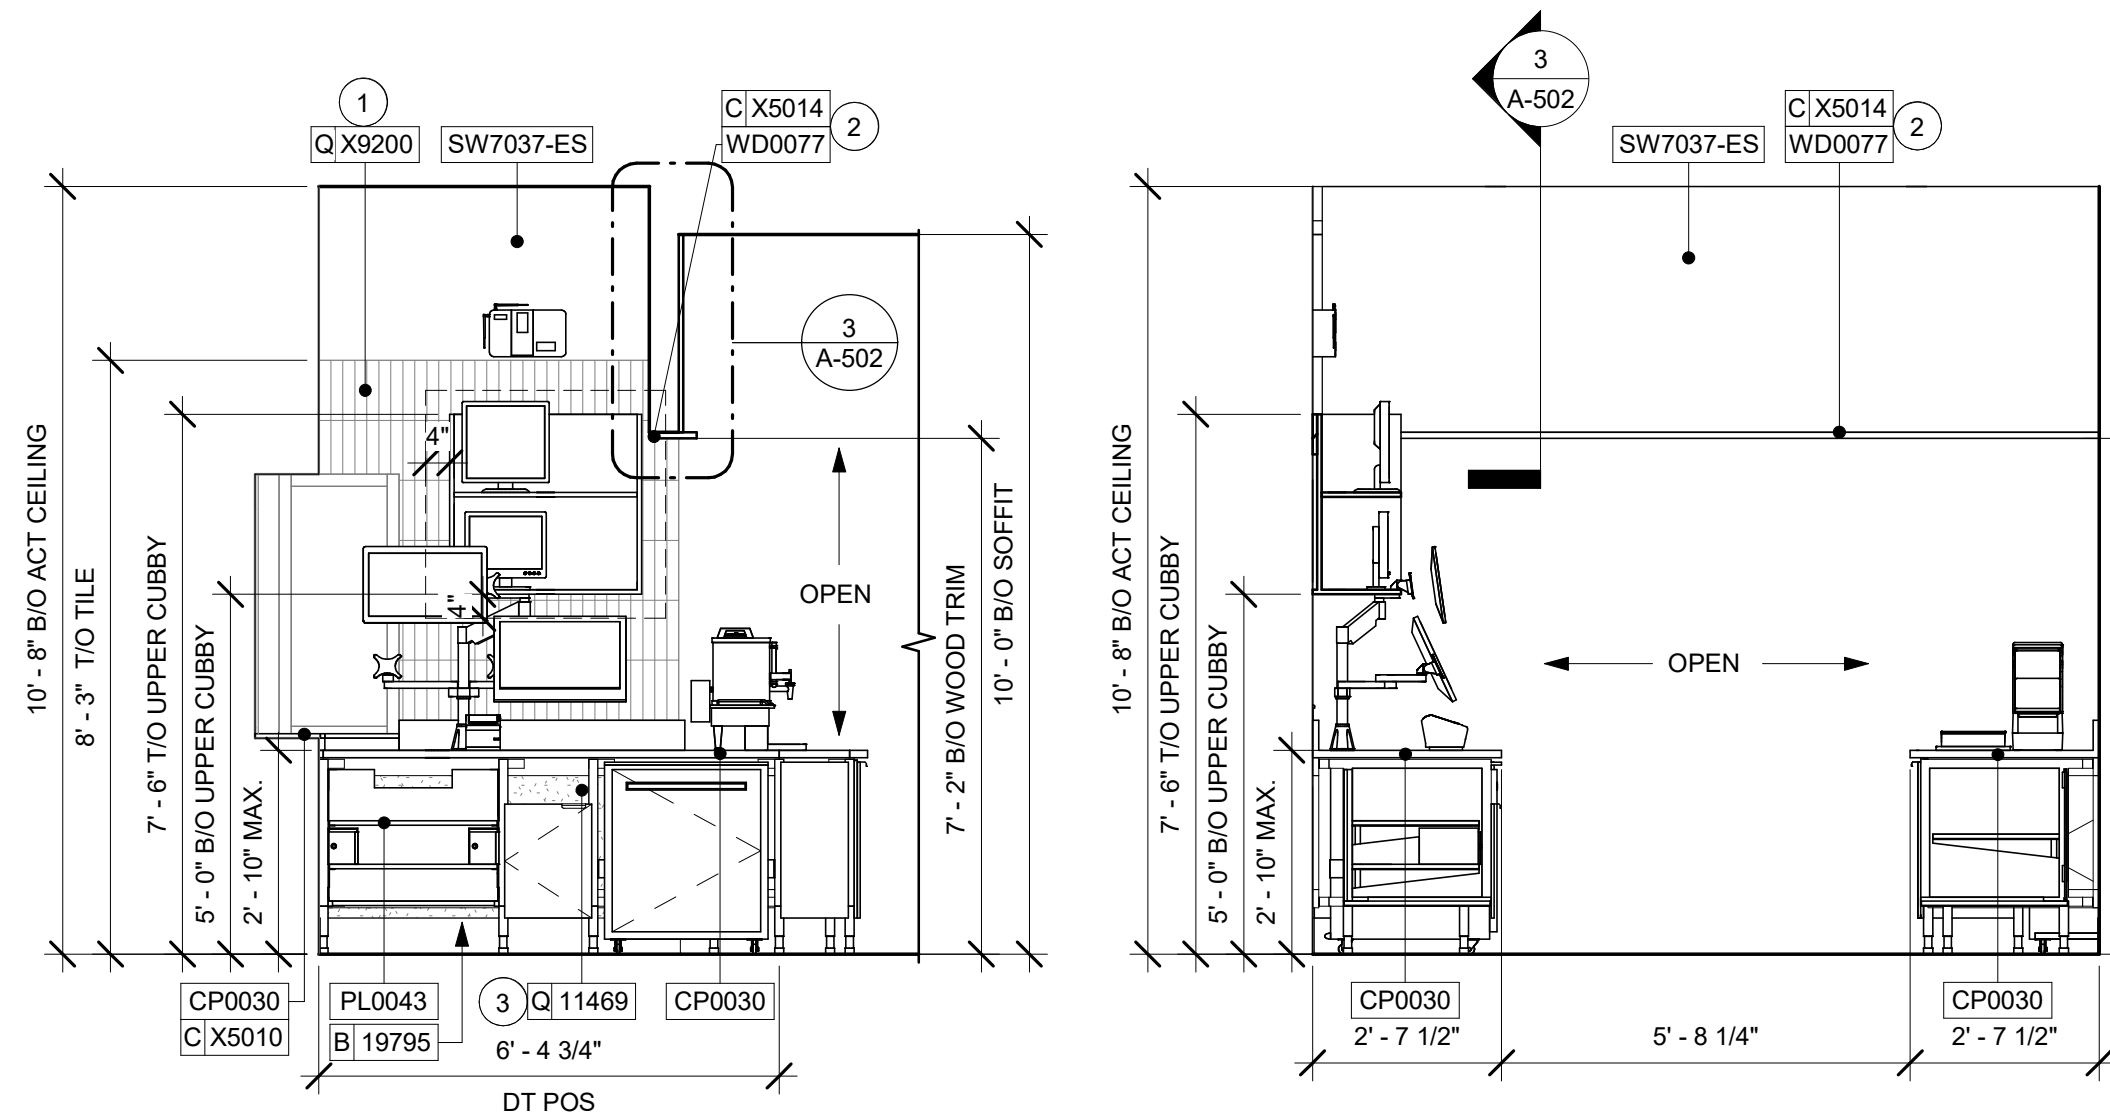 1
Q X9200
SW7037-ES
C X5014
WD0077
2
3
A-502
4"
4"
OPEN
10' - 8" B/O ACT CEILING
8' - 3" T/O TILE
7' - 6" T/O UPPER CUBBY
5' - 0" B/O UPPER CUBBY
2' - 10" MAX.
7' - 2" B/O WOOD TRIM
10' - 0" B/O SOFFIT
CP0030
C X5010
PL0043
B 19795
3
Q 11469
CP0030
6' - 4 3/4"
DT POS
3
A-502
SW7037-ES
C X5014
WD0077
2
10' - 8" B/O ACT CEILING
7' - 6" T/O UPPER CUBBY
5' - 0" B/O UPPER CUBBY
2' - 10" MAX.
OPEN
CP0030
CP0030
2' - 7 1/2"
5' - 8 1/4"
2' - 7 1/2"